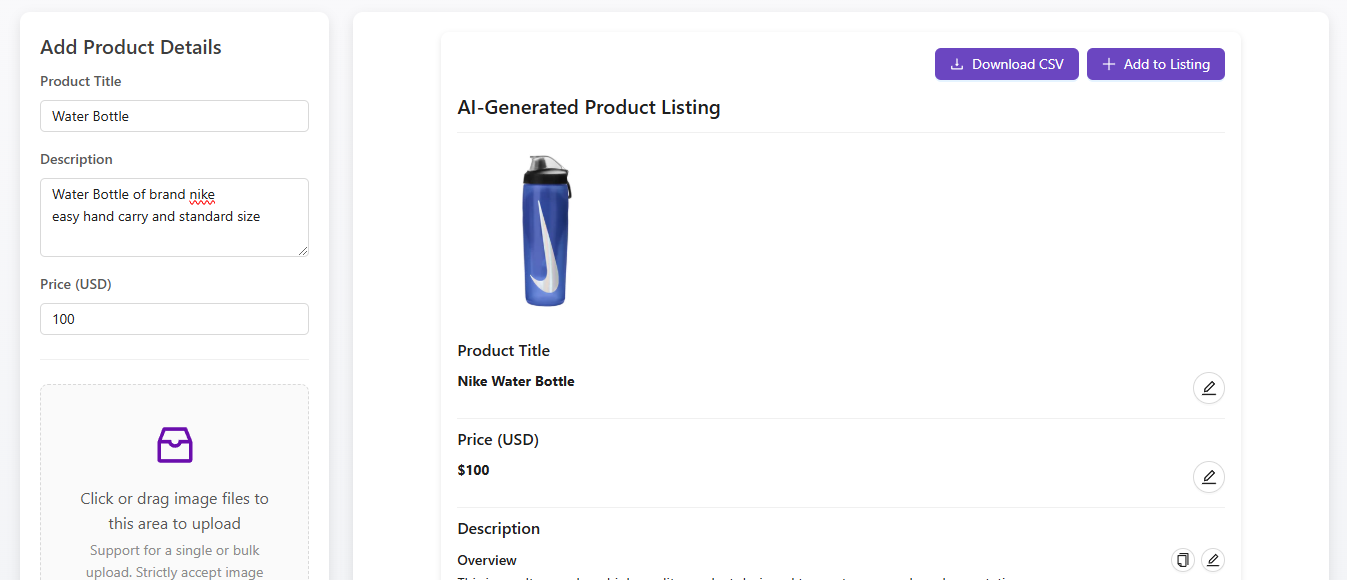 Add Product Details
Product Title
Water Bottle
Description
Water Bottle of brand nike
easy hand carry and standard size
Price (USD)
100
Click or drag image files to
this area to upload
Support for a single or bulk
upload. Strictly accept image
Download CSV
Add to Listing
AI-Generated Product Listing
Product Title
Nike Water Bottle
Price (USD)
$100
Description
Overview